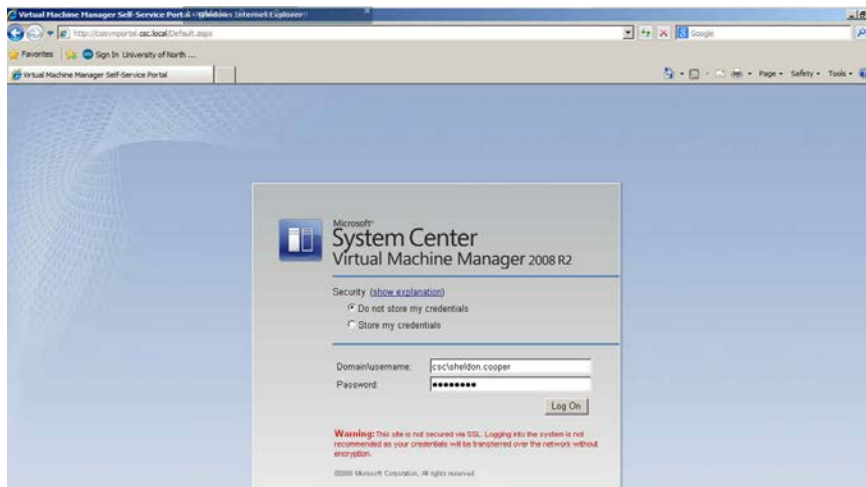 Virtual Machine Manager Self-Service Portal - Windows Internet Explorer
csc.local/Default.aspx
Google
Favorites Sign In University of North ...
Virtual Machine Manager Self-Service Portal
Page Safety Tools
Microsoft
System Center
Virtual Machine Manager 2008 R2
Security (show explanation)
Do not store my credentials
Store my credentials
Domain\username: csc\sheldon.cooper
Password: ●●●●●●●●
Log On
Warning: This site is not secured via SSL. Logging into the system is not
recommended as your credentials will be transferred over the network without
encryption.
©2008 Microsoft Corporation, All rights reserved.